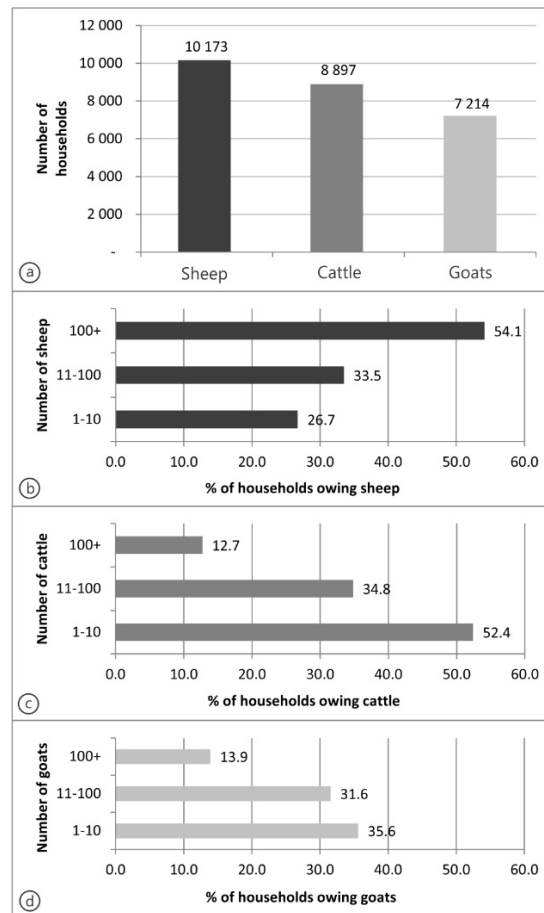 12 000
10 000
8 000
6 000
4 000
2 000
-
Number of
households
10 173
8 897
7 214
Sheep
Cattle
Goats
a
Number of sheep
100+
54.1
11-100
33.5
1-10
26.7
0.0 10.0 20.0 30.0 40.0 50.0 60.0
% of households owing sheep
b
Number of cattle
100+
12.7
11-100
34.8
1-10
52.4
0.0 10.0 20.0 30.0 40.0 50.0 60.0
% of households owing cattle
c
Number of goats
100+
13.9
11-100
31.6
1-10
35.6
0.0 10.0 20.0 30.0 40.0 50.0 60.0
% of households owing goats
d